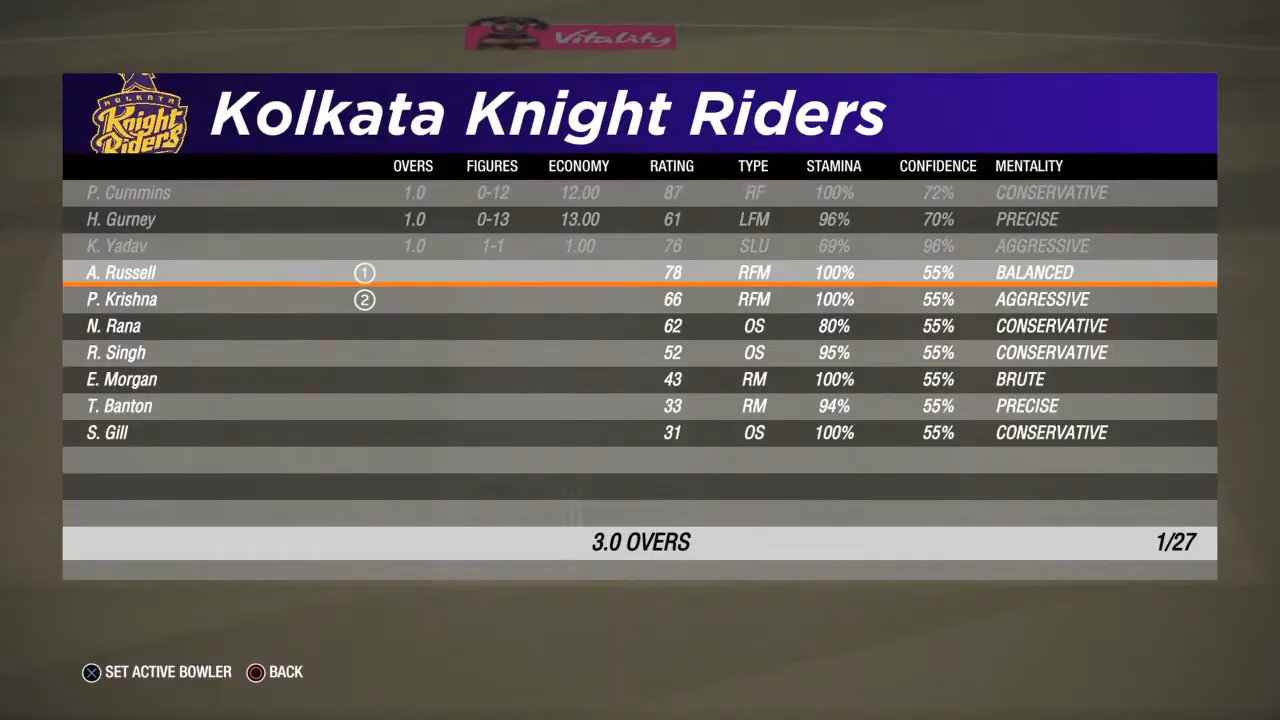 Vitality
KOLKATA
Knight
Riders
Kolkata Knight Riders
OVERS FIGURES ECONOMY RATING TYPE STAMINA CONFIDENCE MENTALITY
P. Cummins 1.0 0-12 12.00 87 RF 100% 72% CONSERVATIVE
H. Gurney 1.0 0-13 13.00 61 LFM 96% 70% PRECISE
K. Yadav 1.0 1-1 1.00 76 SLU 69% 96% AGGRESSIVE
A. Russell 1 78 RFM 100% 55% BALANCED
P. Krishna 2 66 RFM 100% 55% AGGRESSIVE
N. Rana 62 OS 80% 55% CONSERVATIVE
R. Singh 52 OS 95% 55% CONSERVATIVE
E. Morgan 43 RM 100% 55% BRUTE
T. Banton 33 RM 94% 55% PRECISE
S. Gill 31 OS 100% 55% CONSERVATIVE
3.0 OVERS 1/27
SET ACTIVE BOWLER BACK